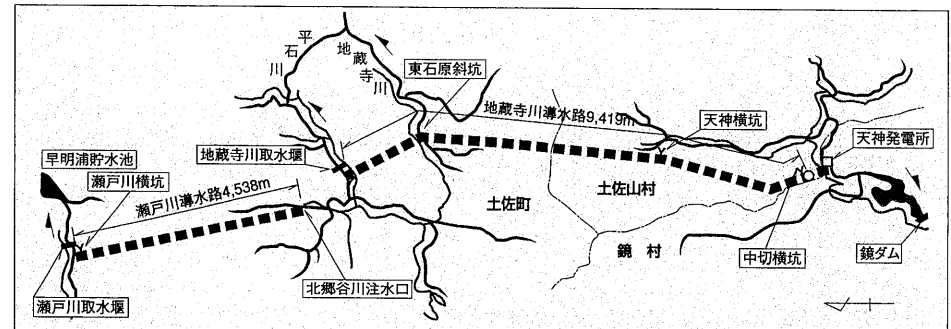 平石川
地蔵寺川
東石原斜坑
地蔵寺川導水路9,419m
天神横坑
天神発電所
早明浦貯水池
瀬戸川横坑
地蔵寺川取水堰
瀬戸川導水路4,538m
土佐町
土佐山村
鏡村
中切横坑
鏡ダム
北郷谷川注水口
瀬戸川取水堰